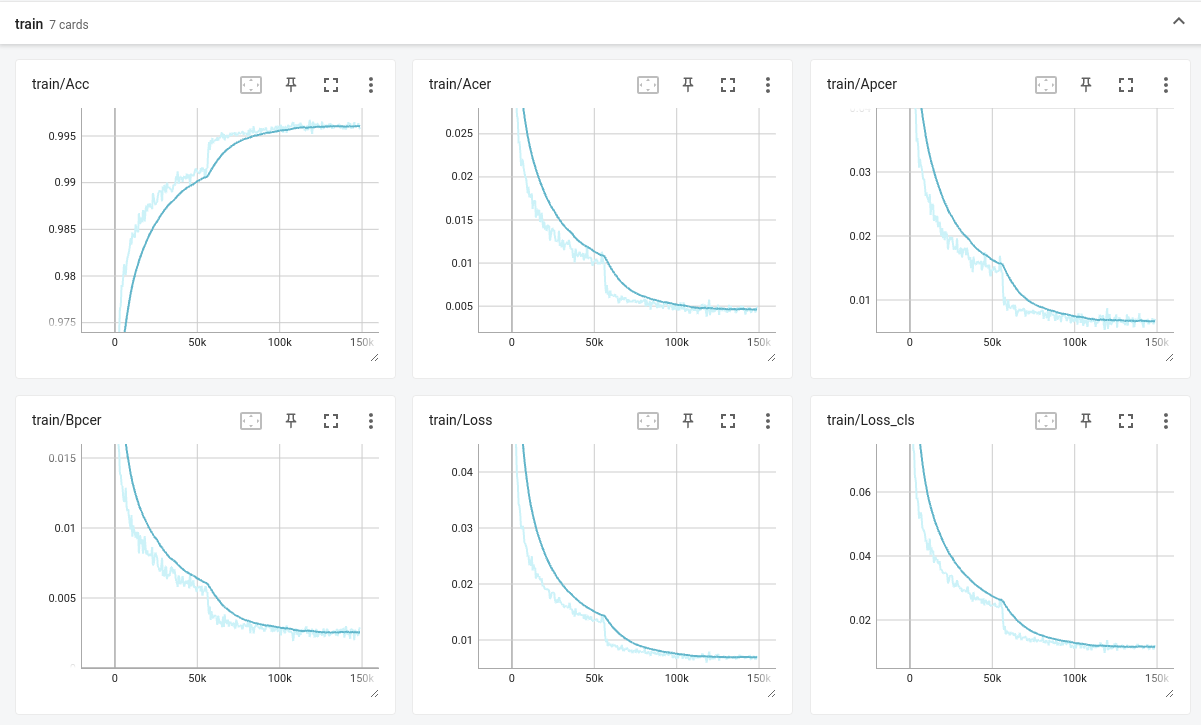 train 7 cards
train/Acc
0.995
0.99
0.985
0.98
0.975
0 50k 100k 150k
train/Acer
0.025
0.02
0.015
0.01
0.005
0 50k 100k 150k
train/Apcer
0.03
0.02
0.01
0 50k 100k 150k
train/Bpcer
0.015
0.01
0.005
0 50k 100k 150k
train/Loss
0.04
0.03
0.02
0.01
0 50k 100k 150k
train/Loss_cls
0.06
0.04
0.02
0 50k 100k 150k